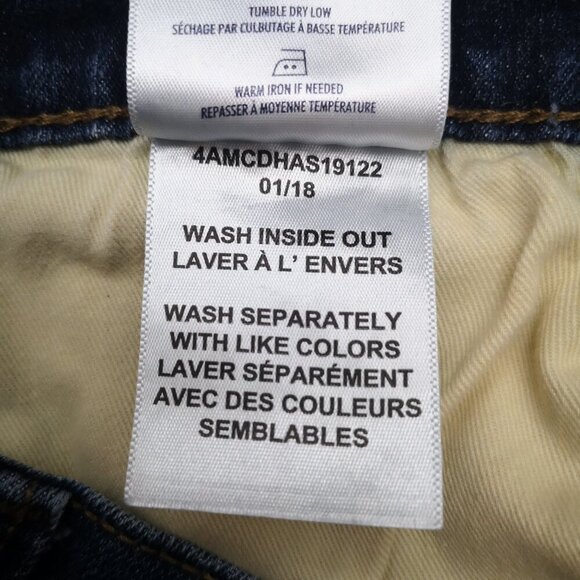 TUMBLE DRY LOW
SÉCHAGE PAR CULBUTAGE À BASSE TEMPÉRATURE
WARM IRON IF NEEDED
REPASSER À MOYENNE TEMPÉRATURE
4AMCDHAS19122
01/18
WASH INSIDE OUT
LAVER À L' ENVERS
WASH SEPARATELY
WITH LIKE COLORS
LAVER SÉPARÉMENT
AVEC DES COULEURS
SEMBLABLES